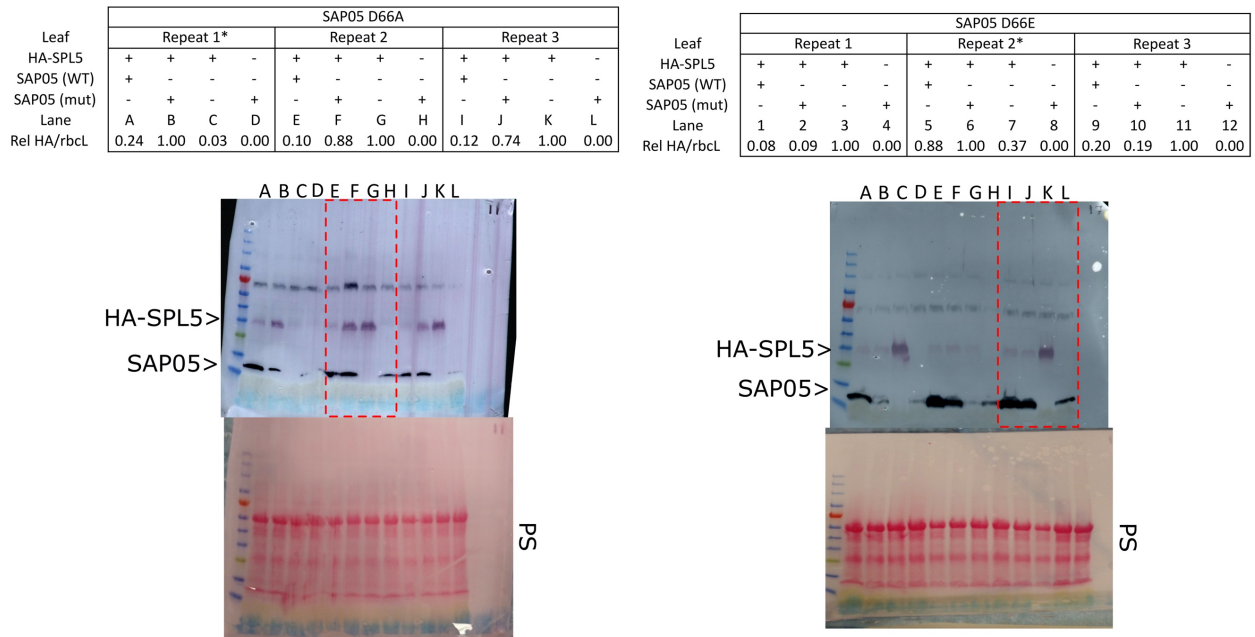 SAP05 D66A
Leaf Repeat 1* Repeat 2 Repeat 3
HA-SPL5 + + + - + + + - + + + -
SAP05 (WT) + - - - + - - - + - - -
SAP05 (mut) - + - + - + - + - + - +
Lane A B C D E F G H I J K L
Rel HA/rbcL 0.24 1.00 0.03 0.00 0.10 0.88 1.00 0.00 0.12 0.74 1.00 0.00
A B C D E F G H I J K L
HA-SPL5>
SAP05>
PS
SAP05 D66E
Leaf Repeat 1 Repeat 2* Repeat 3
HA-SPL5 + + + - + + + - + + + -
SAP05 (WT) + - - - + - - - + - - -
SAP05 (mut) - + - + - + - + - + - +
Lane 1 2 3 4 5 6 7 8 9 10 11 12
Rel HA/rbcL 0.08 0.09 1.00 0.00 0.88 1.00 0.37 0.00 0.20 0.19 1.00 0.00
A B C D E F G H I J K L
HA-SPL5>
SAP05>
PS